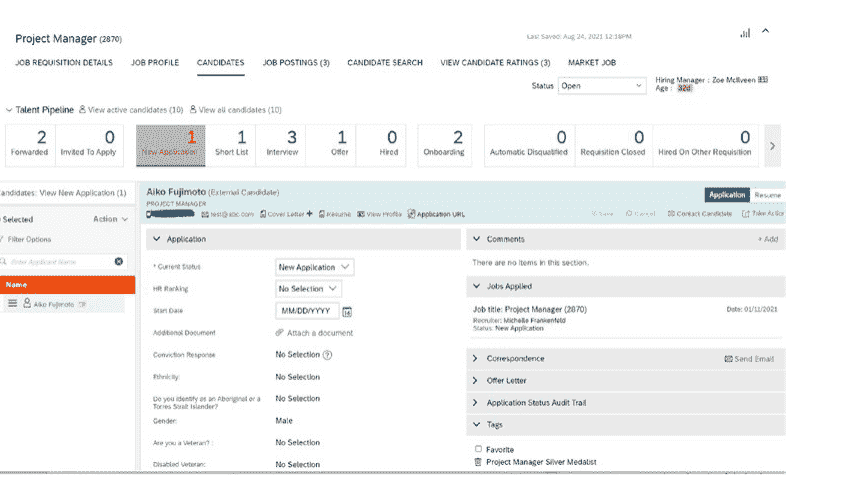 Project Manager (2870)
Last Saved: Aug 24, 2021 12:18PM
JOB REQUISITION DETAILS JOB PROFILE CANDIDATES JOB POSTINGS (3) CANDIDATE SEARCH VIEW CANDIDATE RATINGS (3) MARKET JOB
Status Open
Hiring Manager : Zoe McIlveen
Age : 32d
Talent Pipeline View active candidates (10) View all candidates (10)
2 0 1 1 3 1 0 2 0 0 0
Forwarded Invited To Apply New Application Short List Interview Offer Hired Onboarding Automatic Disqualified Requisition Closed Hired On Other Requisition
andidates: View New Application (1)
Selected Action
Filter Options
Enter Applicant Name
Name
Aiko Fujimoto
Aiko Fujimoto (External Candidate)
PROJECT MANAGER
Application Resume
test@abc.com Cover Letter Resume View Profile Application URL
Save Cancel Contact Candidate Take Action
Application
* Current Status New Application
HR Ranking No Selection
Start Date MM/DD/YYYY
Additional Document Attach a document
Conviction Response No Selection
Ethnicity: No Selection
Do you identify as an Aboriginal or a No Selection
Torres Strait Islander?
Gender: Male
Are you a Veteran? : No Selection
Disabled Veteran: No Selection
Comments + Add
There are no items in this section.
Jobs Applied
Job title: Project Manager (2870) Date: 01/11/2021
Recruiter: Michelle Frankenfeld
Status: New Application
Correspondence Send Email
Offer Letter
Application Status Audit Trail
Tags
Favorite
Project Manager Silver Medalist